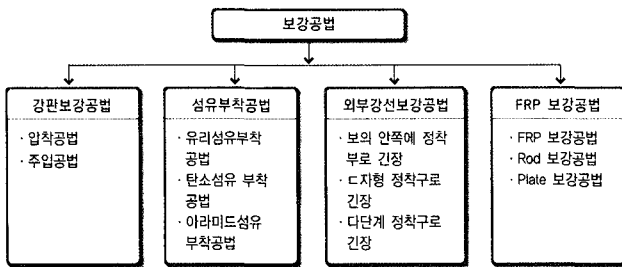 보강공법
강판보강공법
· 압착공법
· 주입공법
섬유부착공법
· 유리섬유부착
공법
· 탄소섬유 부착
공법
· 아라미드섬유
부착공법
외부강선보강공법
· 보의 안쪽에 정착
부로 긴장
· ㄷ자형 정착구로
긴장
· 다단계 정착구로
긴장
FRP 보강공법
· FRP 보강공법
· Rod 보강공법
· Plate 보강공법